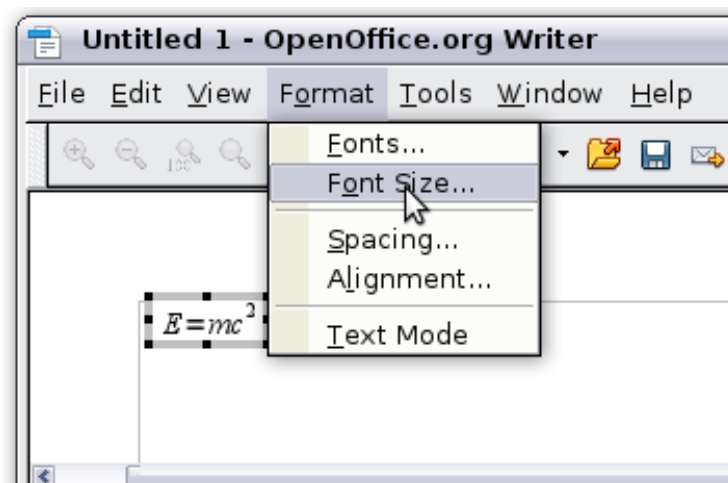 Untitled 1 - OpenOffice.org Writer
File Edit View Format Tools Window Help
100
Fonts...
Font Size...
Spacing...
Alignment...
Text Mode
E=mc²